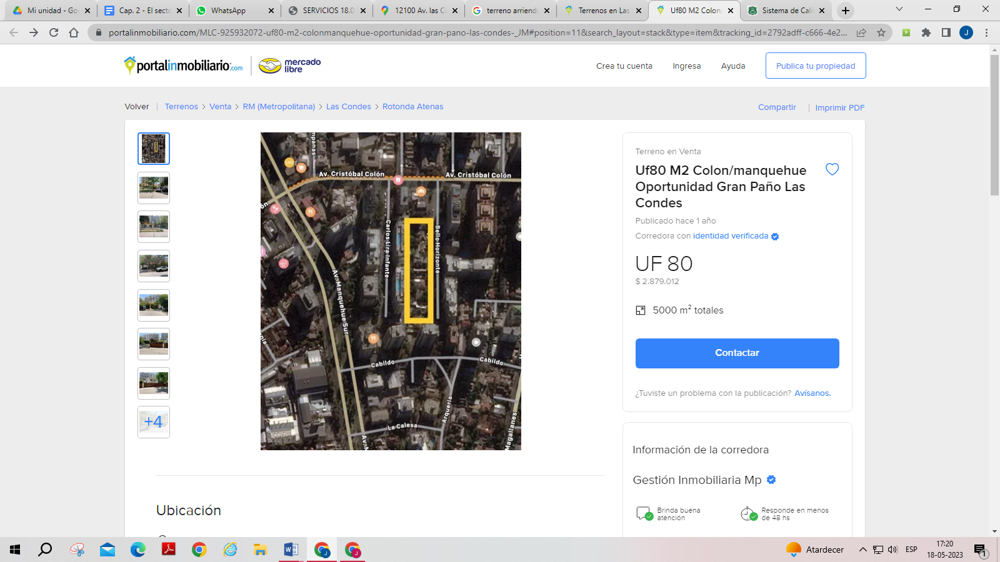 Mi unidad - Go
Cap. 2 - El sect
WhatsApp
SERVICIOS 18.0
12100 Av. las C
terreno arriend
Terrenos en Las
Uf80 M2 Colon/
Sistema de Cali
portalinmobiliario.com/MLC-925932072-uf80-m2-colonmanquehue-oportunidad-gran-pano-las-condes-_JM#position=11&search_layout=stack&type=item&tracking_id=2792adff-c666-4e2...
J
portalinmobiliario.com
mercado
libre
Crea tu cuenta
Ingresa
Ayuda
Publica tu propiedad
Volver | Terrenos > Venta > RM (Metropolitana) > Las Condes > Rotonda Atenas
Compartir | Imprimir PDF
+4
Av. Cristóbal Colón
Av. Cristóbal Colón
Carlos Lira Infante
Bello Horizonte
Av. Manquehue Sur
Cabildo
Cabildo
Arquería
La Calesa
Magallanes
Terreno en Venta
Uf80 M2 Colon/manquehue
Oportunidad Gran Paño Las
Condes
Publicado hace 1 año
Corredora con identidad verificada
UF 80
$ 2.879.012
5000 m² totales
Contactar
¿Tuviste un problema con la publicación? Avísanos.
Información de la corredora
Gestión Inmobiliaria Mp
Brinda buena
atención
Responde en menos
de 48 hs
Ubicación
Atardecer
ESP
17:20
18-05-2023
1